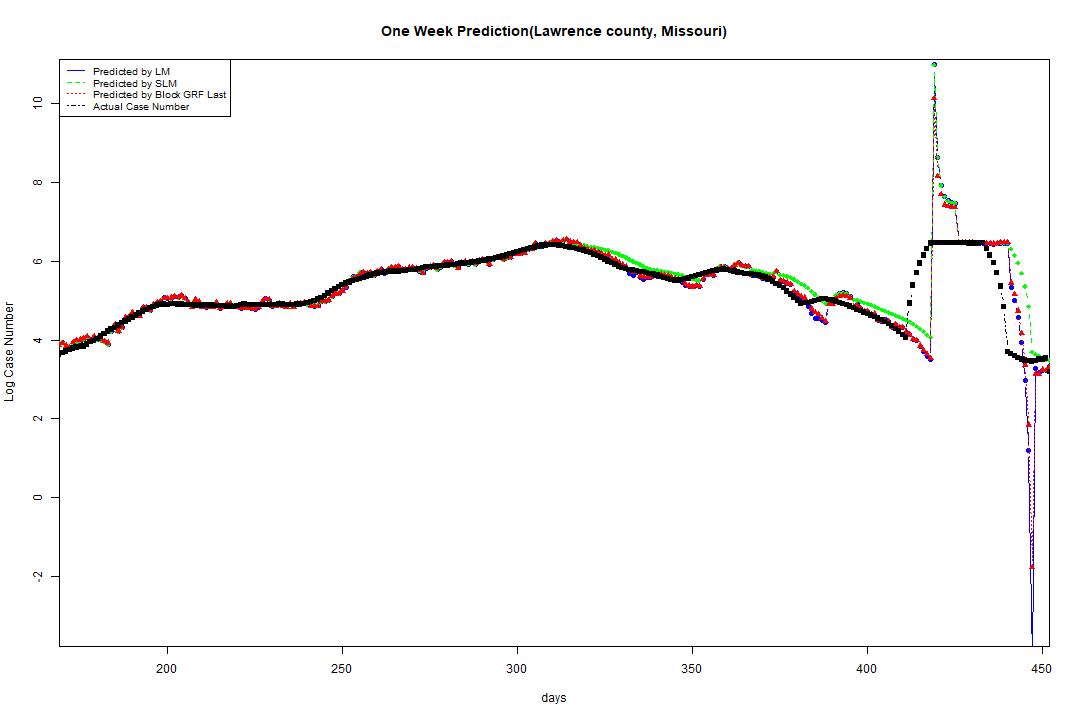 One Week Prediction(Lawrence county, Missouri)
Predicted by LM
Predicted by SLM
Predicted by Block GRF Last
Actual Case Number
Log Case Number
10
8
6
4
2
0
-2
200 250 300 350 400 450
days